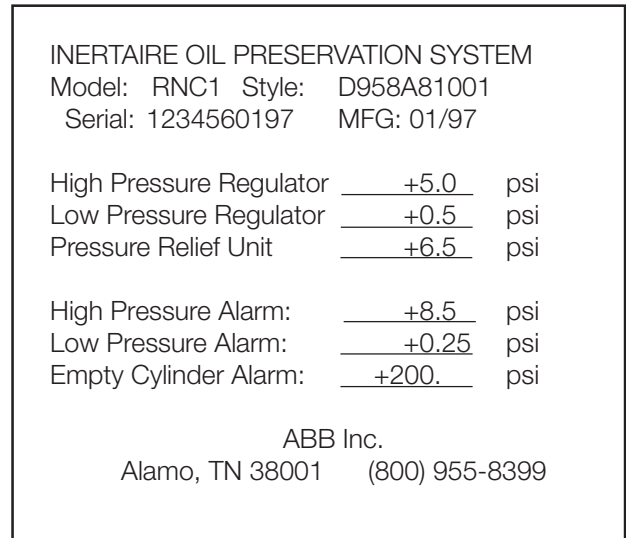 INERTAIRE OIL PRESERVATION SYSTEM
Model: RNC1 Style: D958A81001
Serial: 1234560197 MFG: 01/97
High Pressure Regulator +5.0 psi
Low Pressure Regulator +0.5 psi
Pressure Relief Unit +6.5 psi
High Pressure Alarm: +8.5 psi
Low Pressure Alarm: +0.25 psi
Empty Cylinder Alarm: +200. psi
ABB Inc.
Alamo, TN 38001 (800) 955-8399